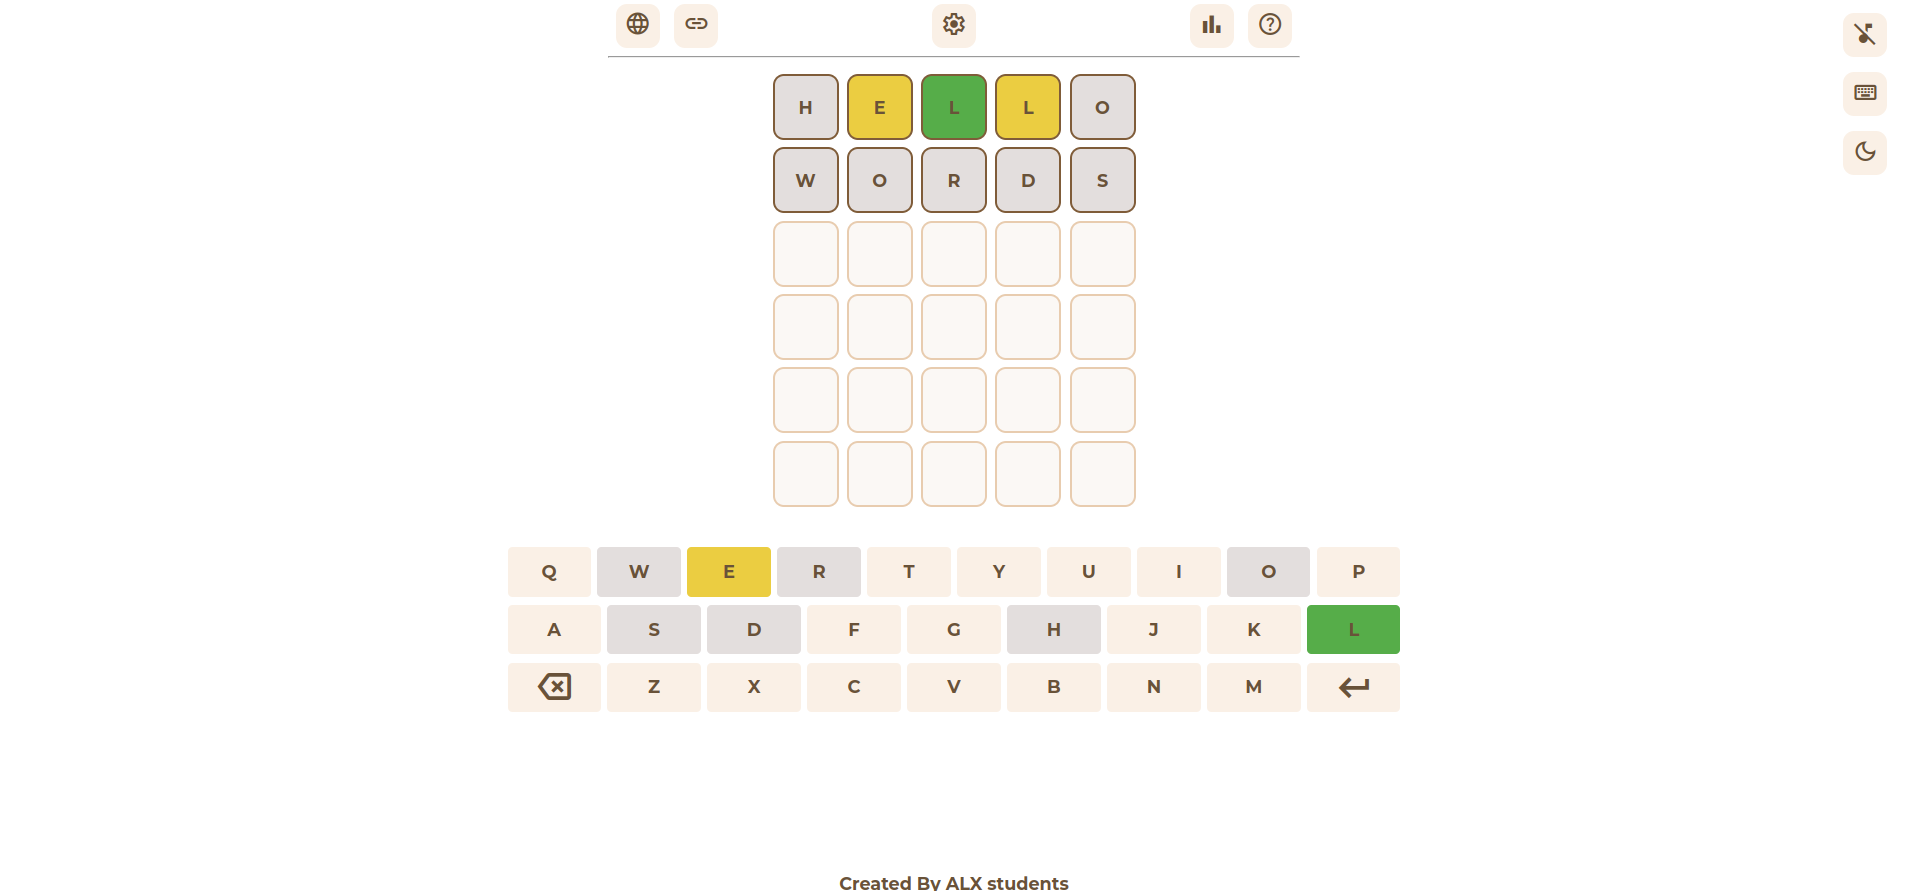 H E L L O
W O R D S
Q W E R T Y U I O P
A S D F G H J K L
Z X C V B N M
Created By ALX students